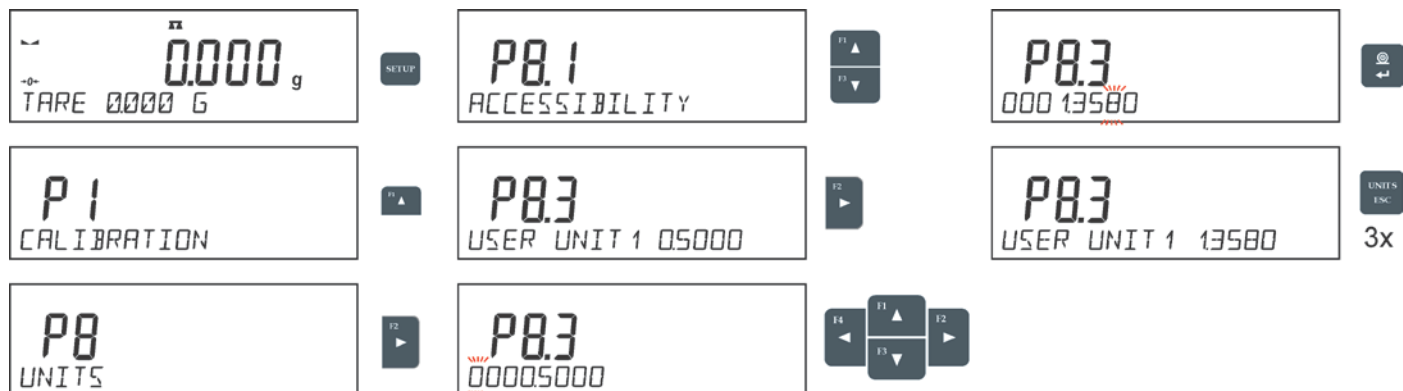 0.000 g
→0←
TARE 0.000 G
SETUP
P1
CALIBRATION
F1
P8
UNITS
F2
P8.1
ACCESSIBILITY
F1
F3
P8.3
USER UNIT 1 0.5000
F2
P8.3
0000.5000
F1
F4 F2
F3
P8.3
0001.3580
P8.3
USER UNIT 1 1.3580
UNITS
ESC
3x